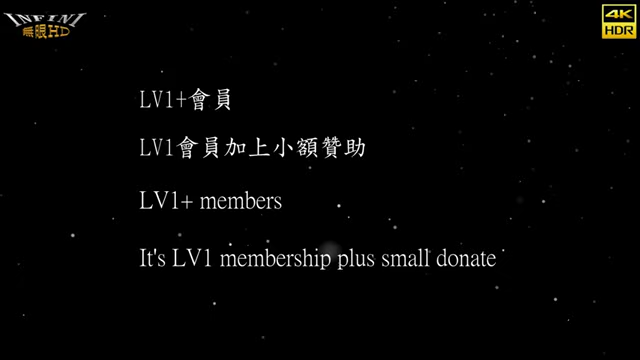 INFINI
無限HD
4K
HDR
LV1+會員
LV1會員加上小額贊助
LV1+ members
It's LV1 membership plus small donate